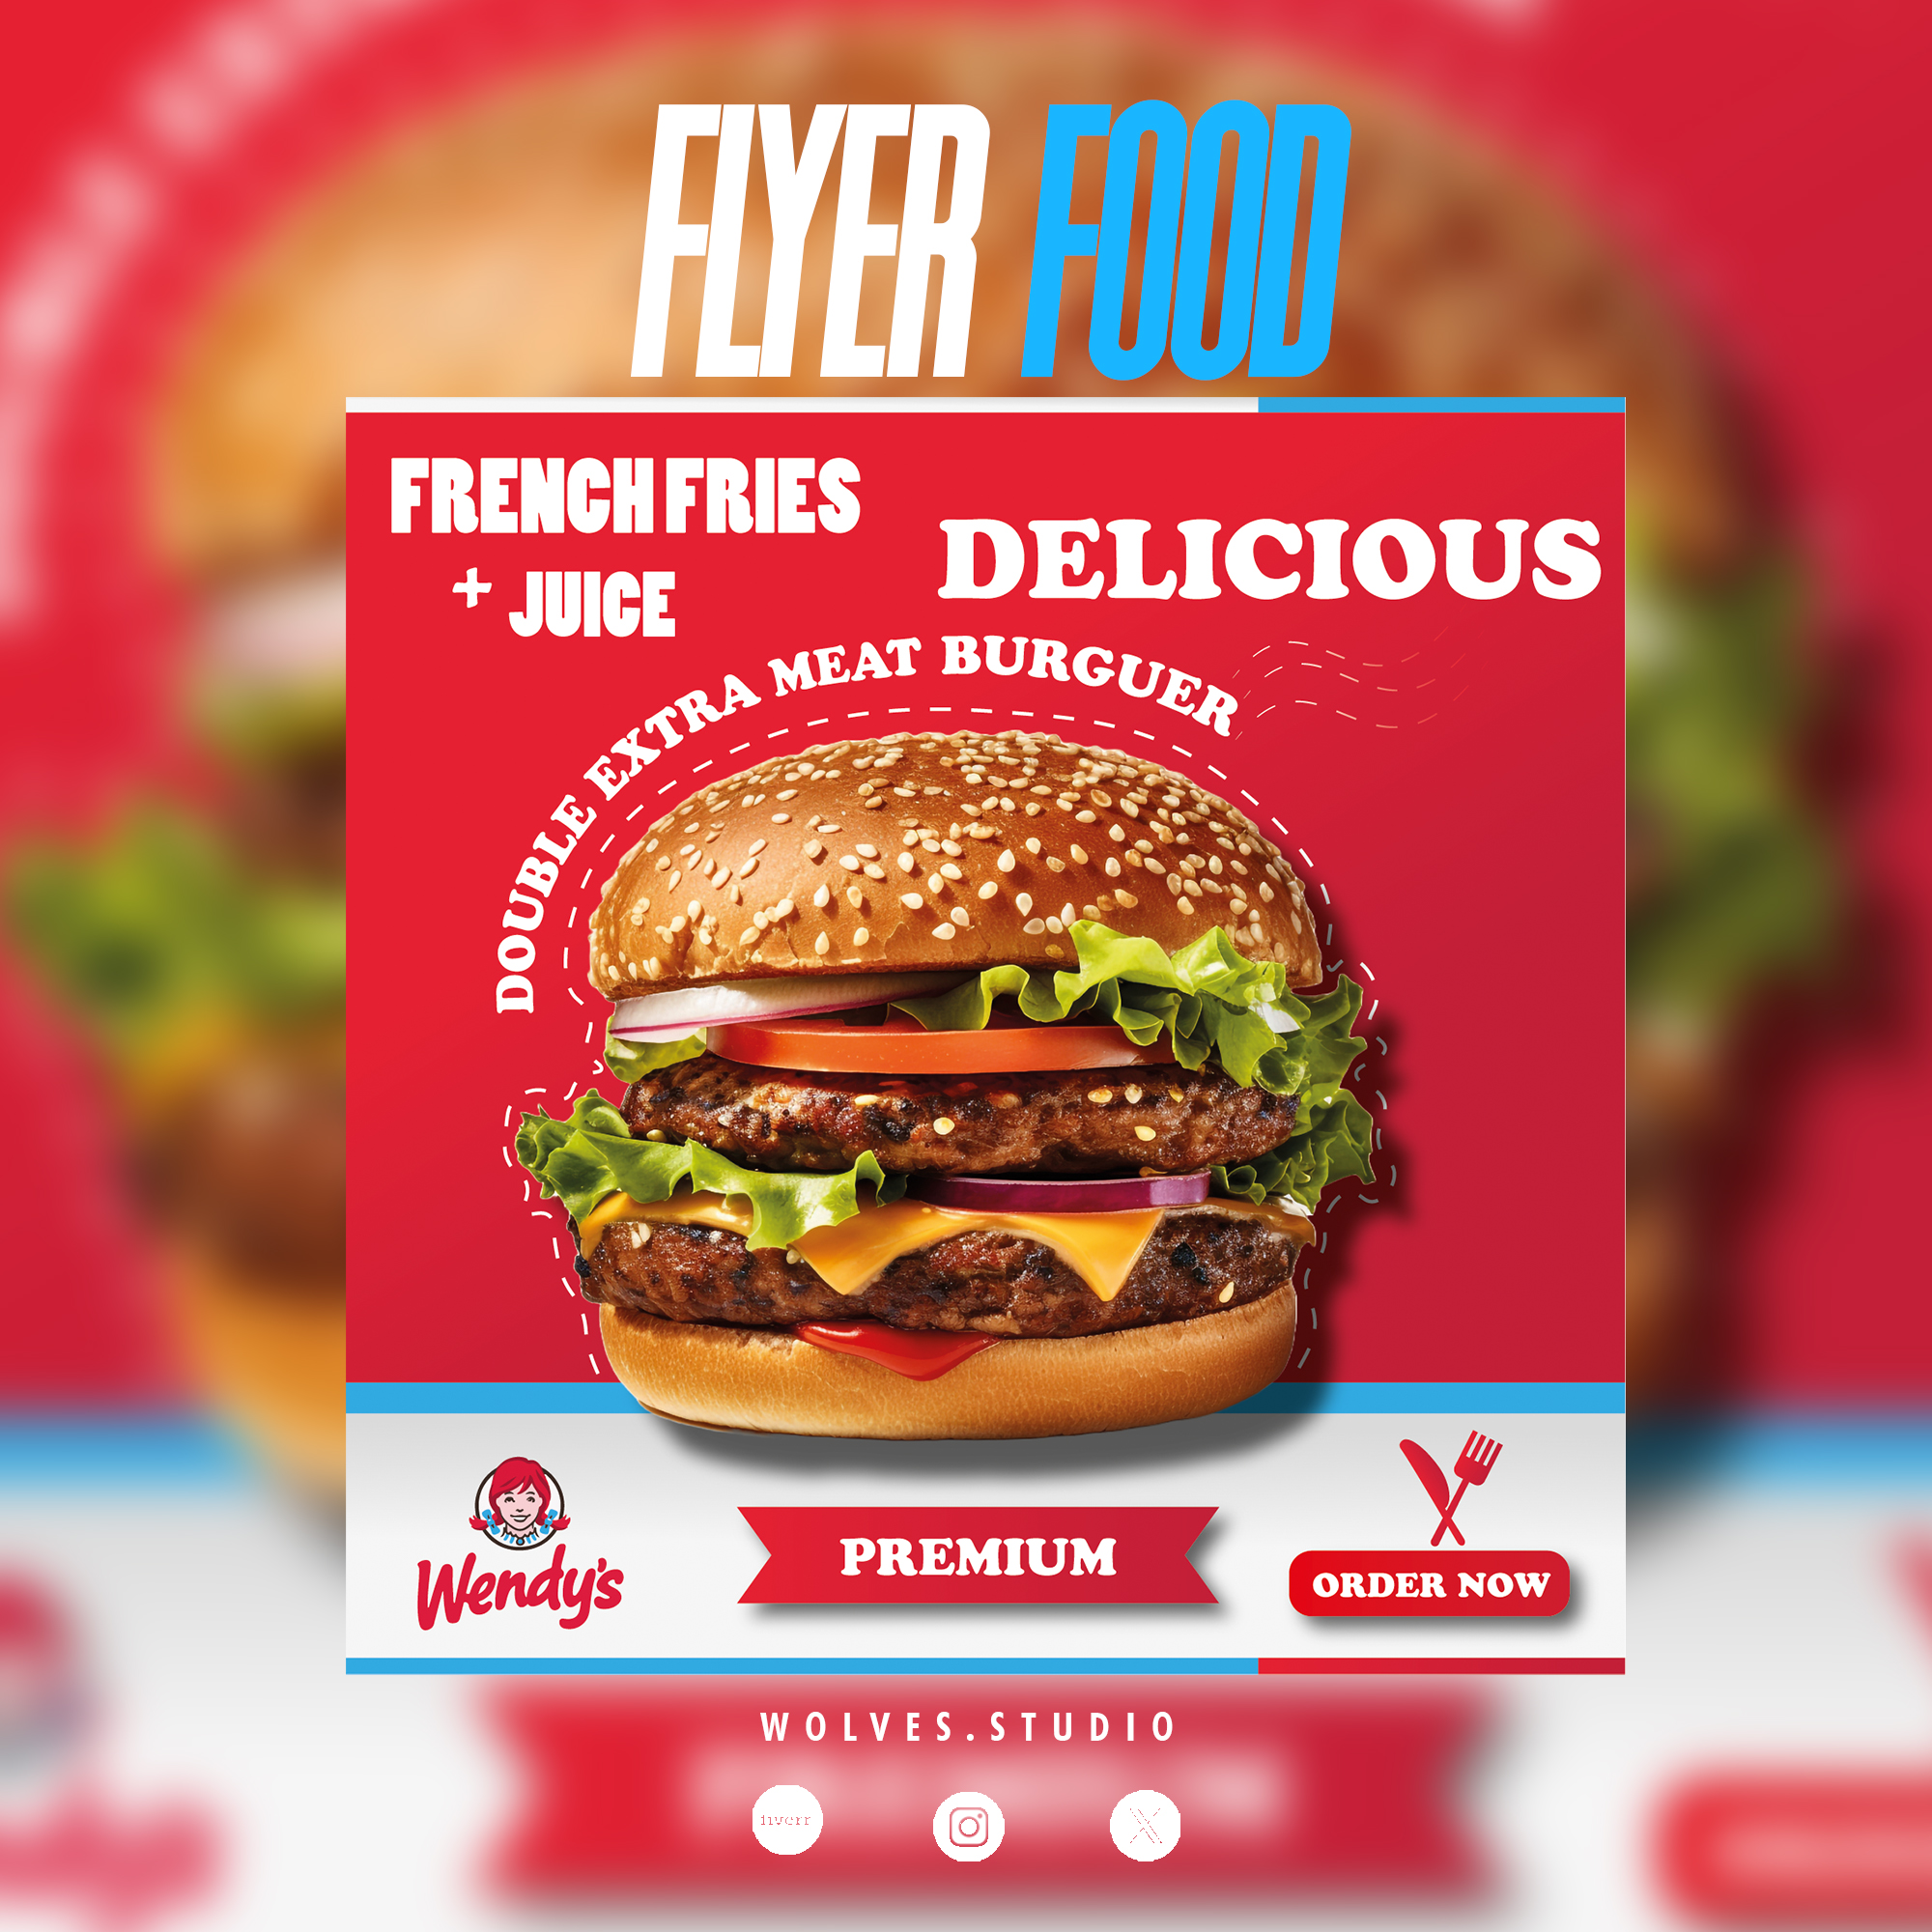 FLYER FOOD
FRENCH FRIES
+ JUICE
DELICIOUS
DOUBLE EXTRA MEAT BURGUER
Wendy's
PREMIUM
ORDER NOW
WOLVES.STUDIO
fiverr